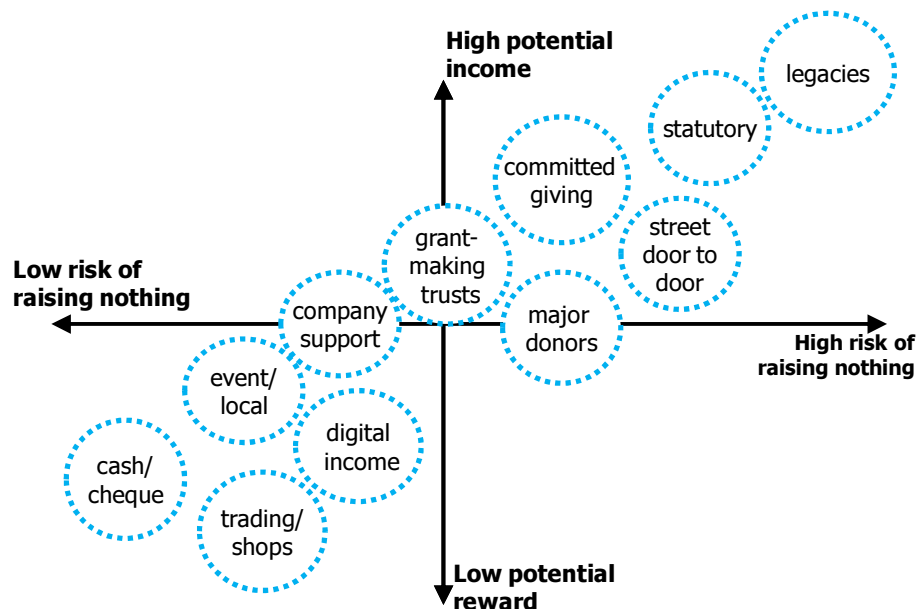 High potential
income
legacies
statutory
committed
giving
grant-
making
trusts
street
door to
door
Low risk of
raising nothing
company
support
major
donors
High risk of
raising nothing
event/
local
digital
income
cash/
cheque
trading/
shops
Low potential
reward